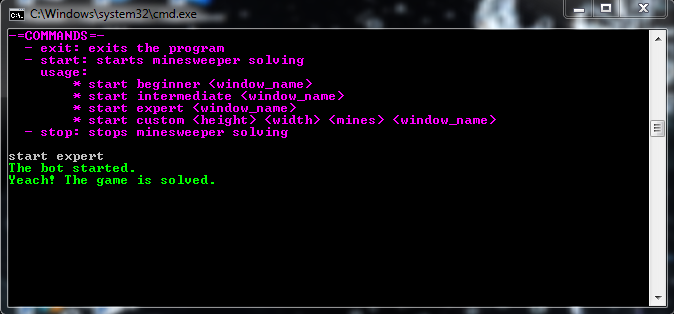 C:\Windows\system32\cmd.exe
-=COMMANDS=-
- exit: exits the program
- start: starts minesweeper solving
usage:
* start beginner <window_name>
* start intermediate <window_name>
* start expert <window_name>
* start custom <height> <width> <mines> <window_name>
- stop: stops minesweeper solving
start expert
The bot started.
Yeach! The game is solved.